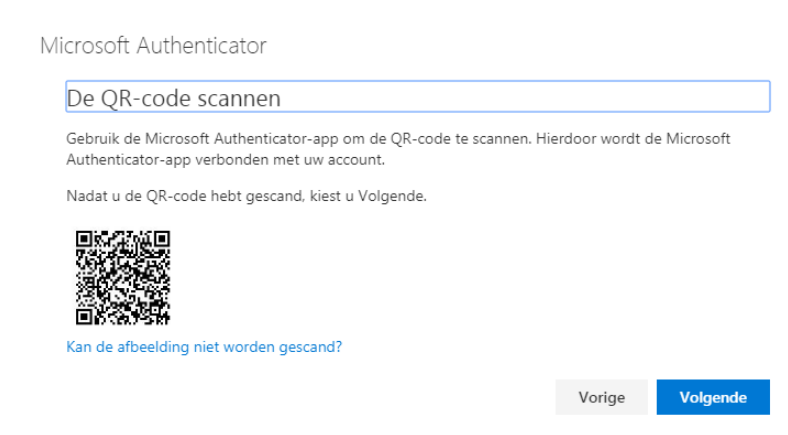 Microsoft Authenticator
De QR-code scannen
Gebruik de Microsoft Authenticator-app om de QR-code te scannen. Hierdoor wordt de Microsoft
Authenticator-app verbonden met uw account.
Nadat u de QR-code hebt gescand, kiest u Volgende.
Kan de afbeelding niet worden gescand?
Vorige
Volgende